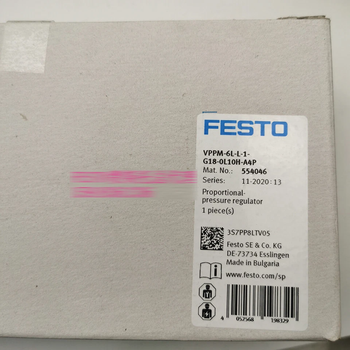 FESTO
VPPM-6L-L-1-
G18-0L10H-A4P
Mat. No.: 554046
Series: 11-2020:13
Proportional-
pressure regulator
1 piece(s)
3S7PP8LTV05
Festo SE & Co. KG
DE-73734 Esslingen
Made in Bulgaria
www.festo.com/sp
4 052568 198329